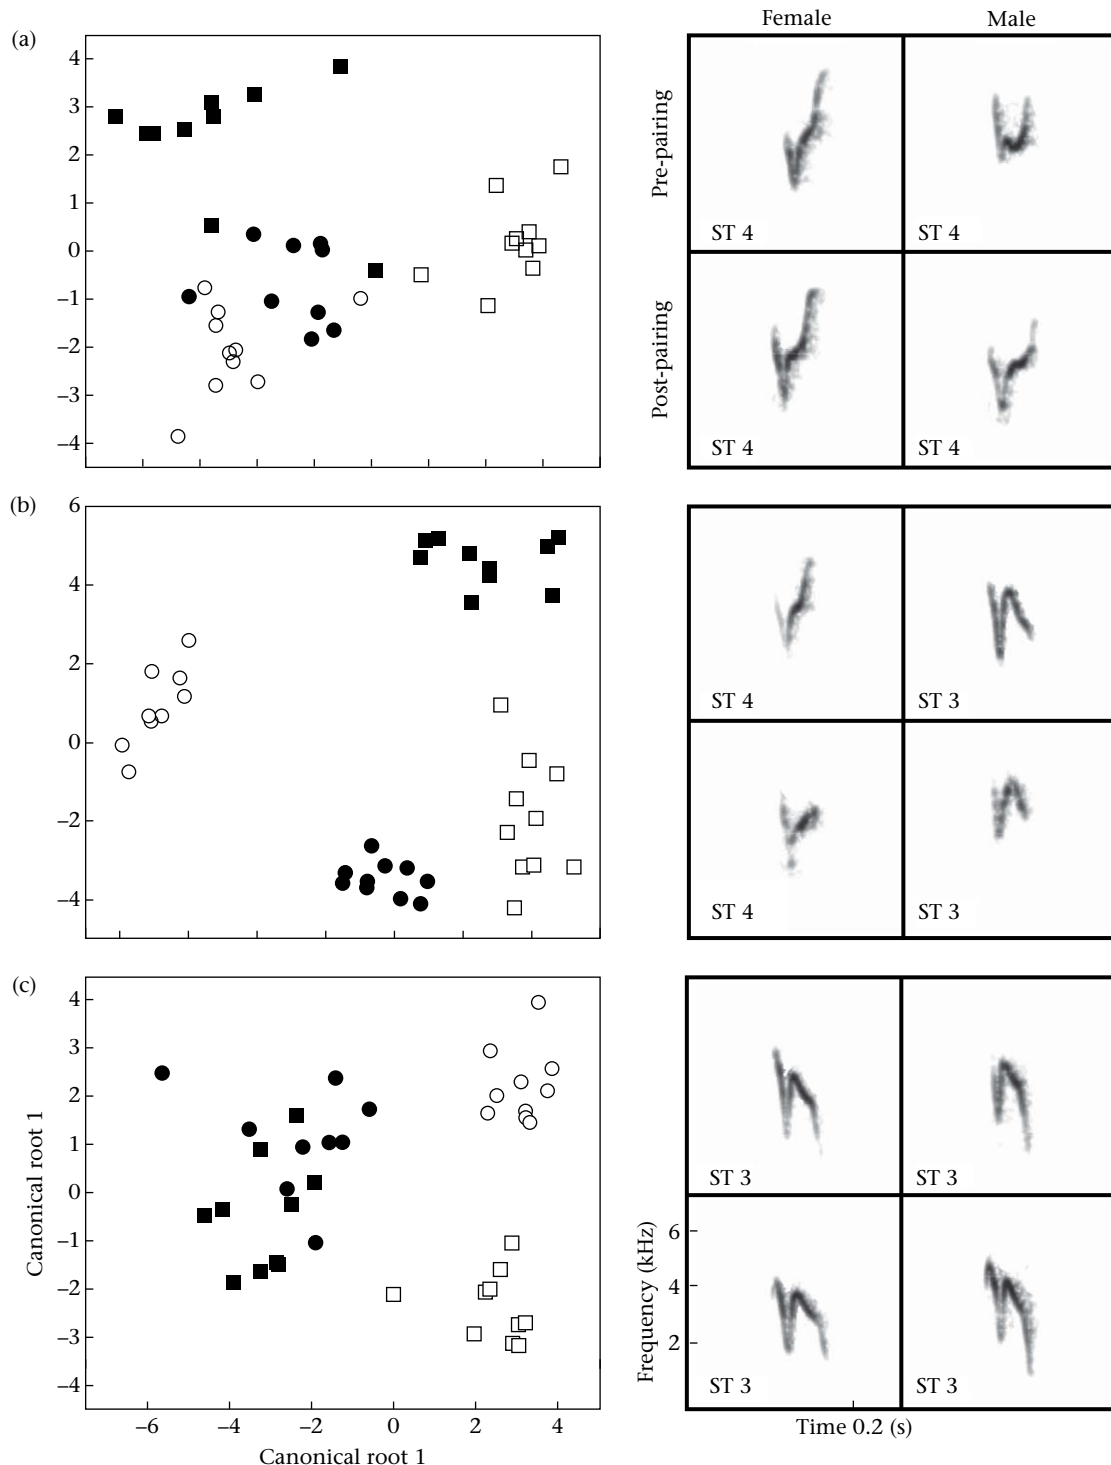 Female Male
(a)
4
3
2
1
0
−1
−2
−3
−4
Pre-pairing
ST 4 ST 4
Post-pairing
ST 4 ST 4
(b)
6
4
2
0
−2
−4
ST 4 ST 3
ST 4 ST 3
(c)
4
3
2
1
0
−1
−2
−3
−4
Canonical root 1
−6 −4 −2 0 2 4
Canonical root 1
ST 3 ST 3
Frequency (kHz)
6
4
2
ST 3 ST 3
Time 0.2 (s)